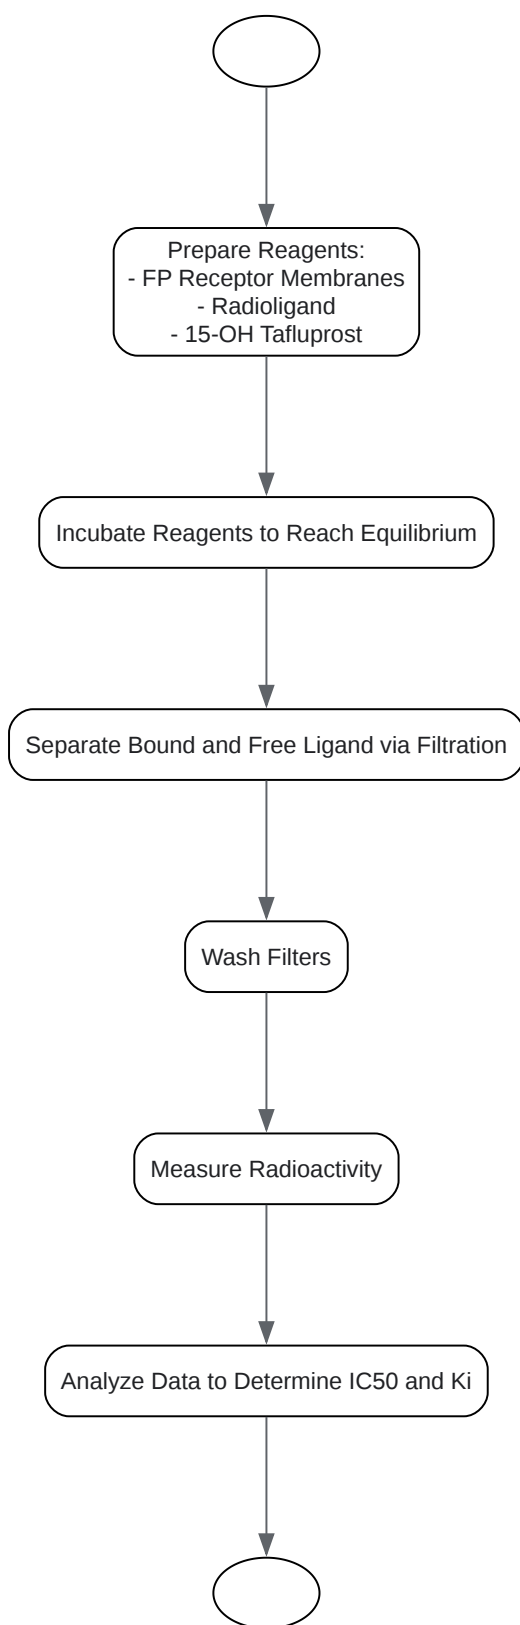 Prepare Reagents:
- FP Receptor Membranes
- Radioligand
- 15-OH Tafluprost
Incubate Reagents to Reach Equilibrium
Separate Bound and Free Ligand via Filtration
Wash Filters
Measure Radioactivity
Analyze Data to Determine IC50 and Ki